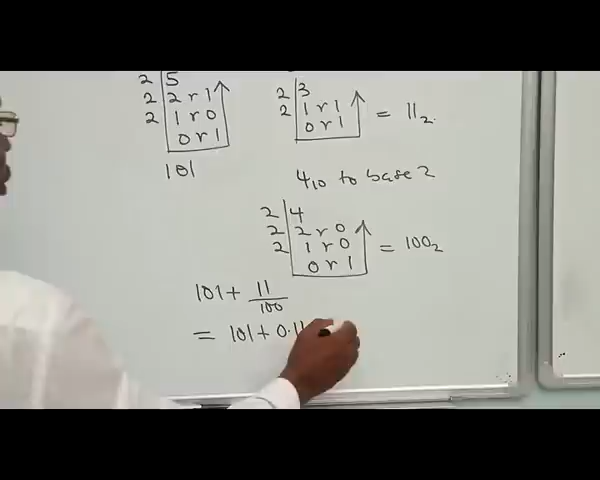 2 5
2 2 r 1
2 1 r 0
0 r 1
101
2 3
2 1 r 1
0 r 1
= 11₂.
4₁₀ to base 2
2 4
2 2 r 0
2 1 r 0
0 r 1
= 100₂
101 + 11/100
= 101 + 0.11